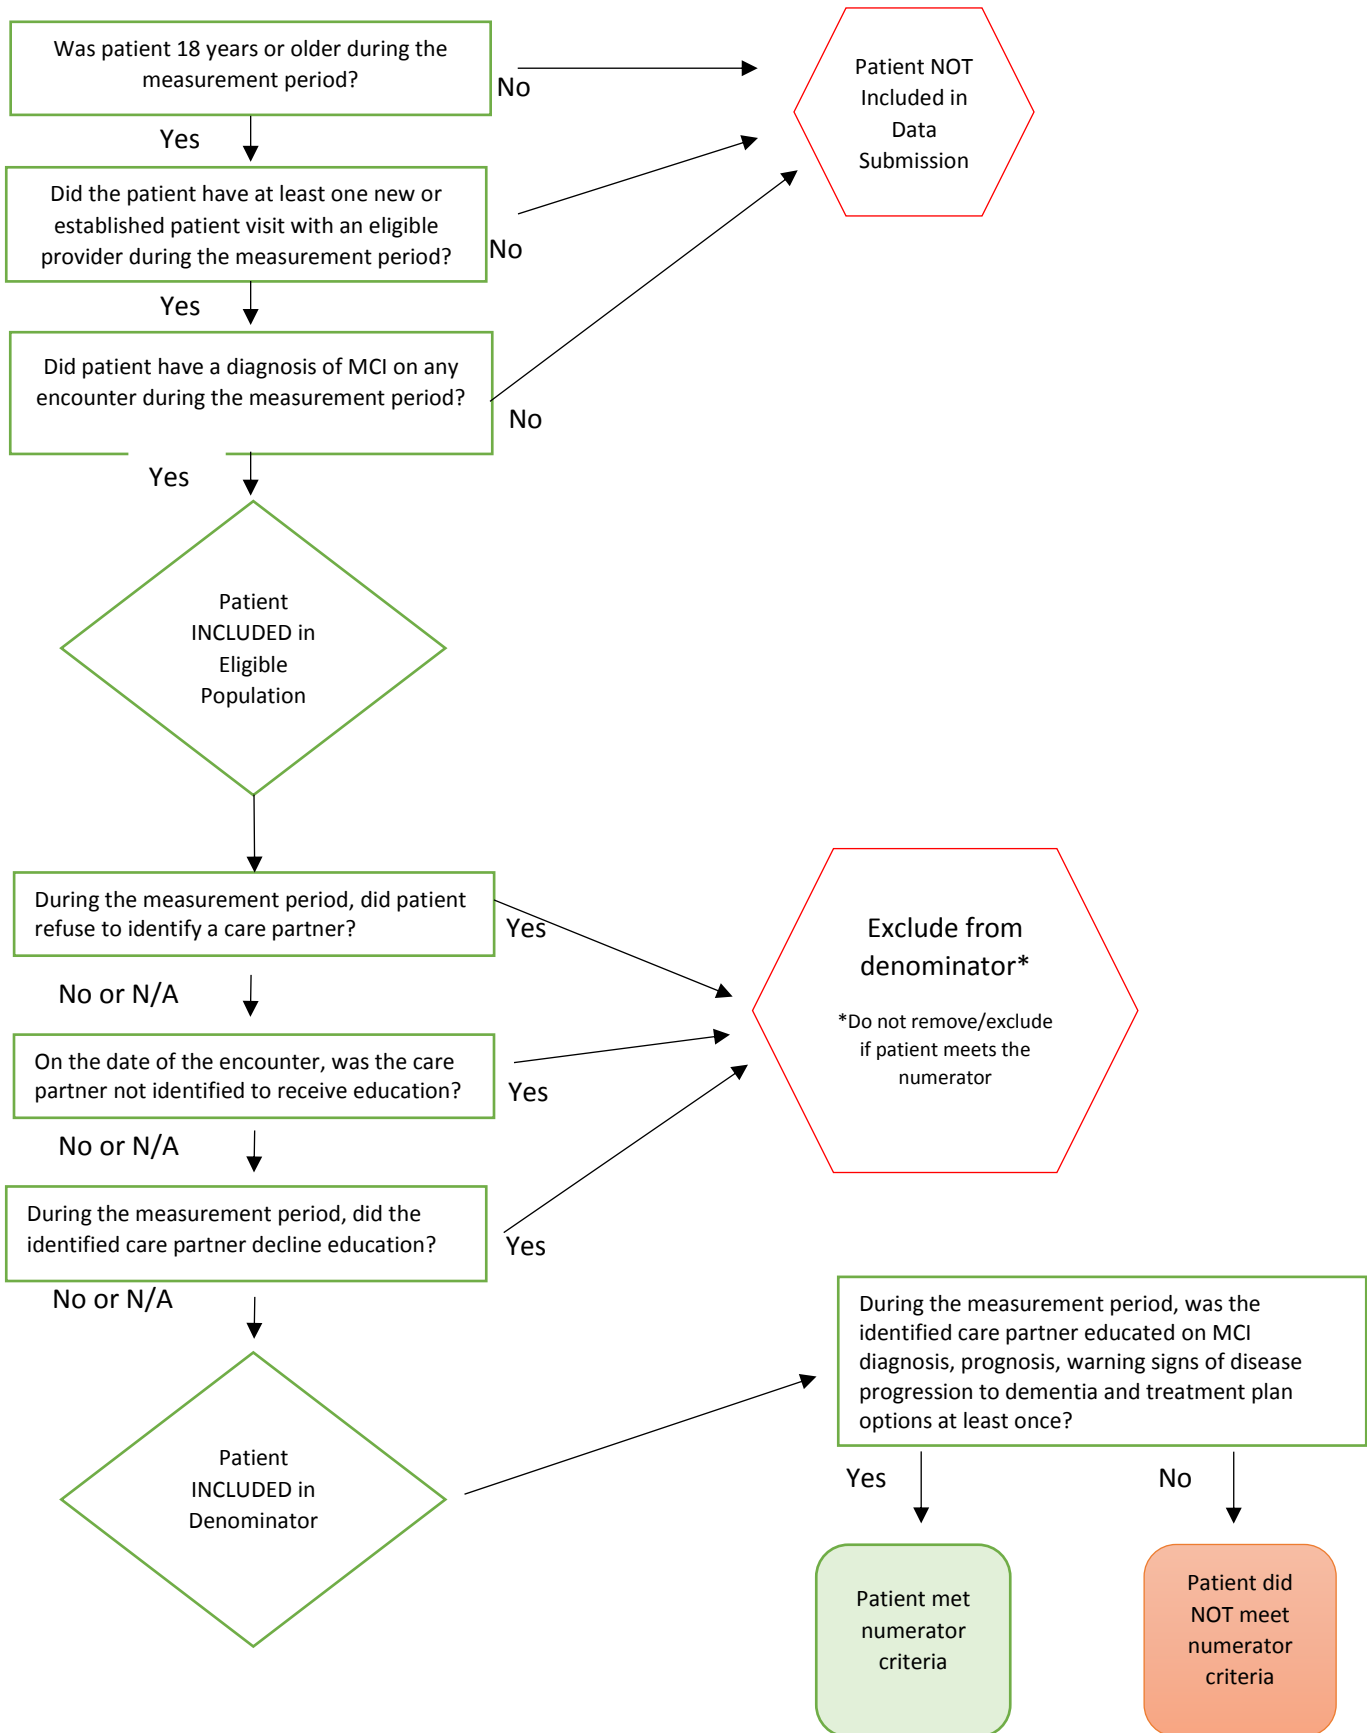 Was patient 18 years or older during the
measurement period?
No
Patient NOT
Included in
Data
Submission
Yes
Did the patient have at least one new or
established patient visit with an eligible
provider during the measurement period?
No
Yes
Did patient have a diagnosis of MCI on any
encounter during the measurement period?
No
Yes
Patient
INCLUDED in
Eligible
Population
During the measurement period, did patient
refuse to identify a care partner?
Yes
Exclude from
denominator*
*Do not remove/exclude
if patient meets the
numerator
No or N/A
On the date of the encounter, was the care
partner not identified to receive education?
Yes
No or N/A
During the measurement period, did the
identified care partner decline education?
Yes
No or N/A
Patient
INCLUDED in
Denominator
During the measurement period, was the
identified care partner educated on MCI
diagnosis, prognosis, warning signs of disease
progression to dementia and treatment plan
options at least once?
Yes
No
Patient met
numerator
criteria
Patient did
NOT meet
numerator
criteria